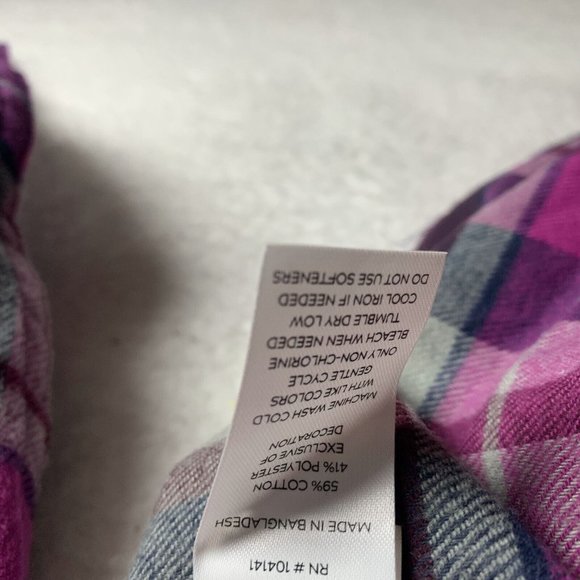 RN # 104141
MADE IN BANGLADESH
59% COTTON
41% POLYESTER
EXCLUSIVE OF
DECORATION
MACHINE WASH COLD
WITH LIKE COLORS
GENTLE CYCLE
ONLY NON-CHLORINE
BLEACH WHEN NEEDED
TUMBLE DRY LOW
COOL IRON IF NEEDED
DO NOT USE SOFTENERS